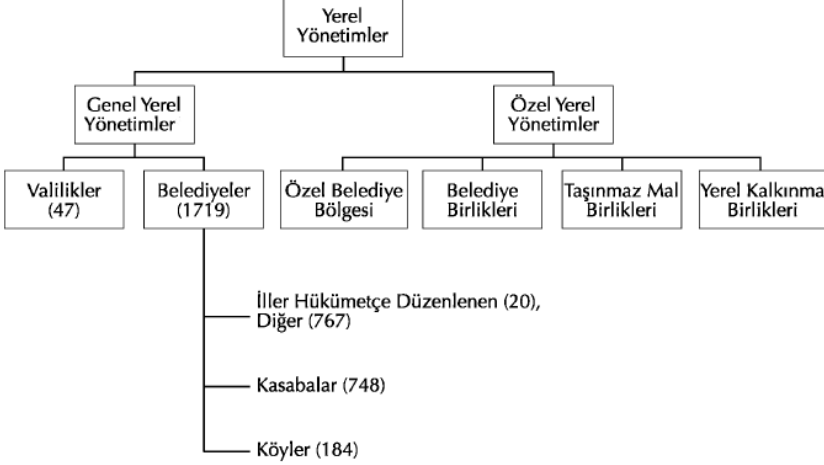 Yerel
Yönetimler
Genel Yerel
Yönetimler
Özel Yerel
Yönetimler
Valilikler
(47)
Belediyeler
(1719)
Özel Belediye
Bölgesi
Belediye
Birlikleri
Taşınmaz Mal
Birlikleri
Yerel Kalkınma
Birlikleri
İller Hükümetçe Düzenlenen (20),
Diğer (767)
Kasabalar (748)
Köyler (184)